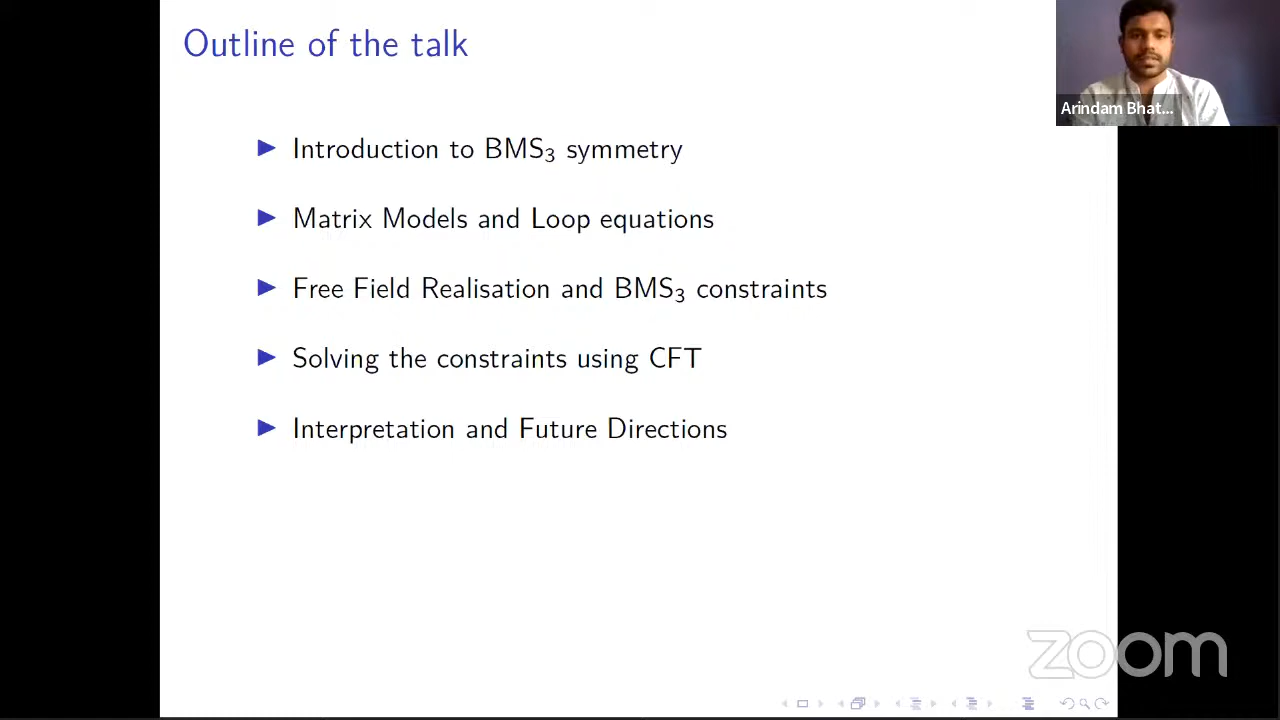 Outline of the talk
Arindam Bhat...
▶ Introduction to BMS₃ symmetry
▶ Matrix Models and Loop equations
▶ Free Field Realisation and BMS₃ constraints
▶ Solving the constraints using CFT
▶ Interpretation and Future Directions
zoom